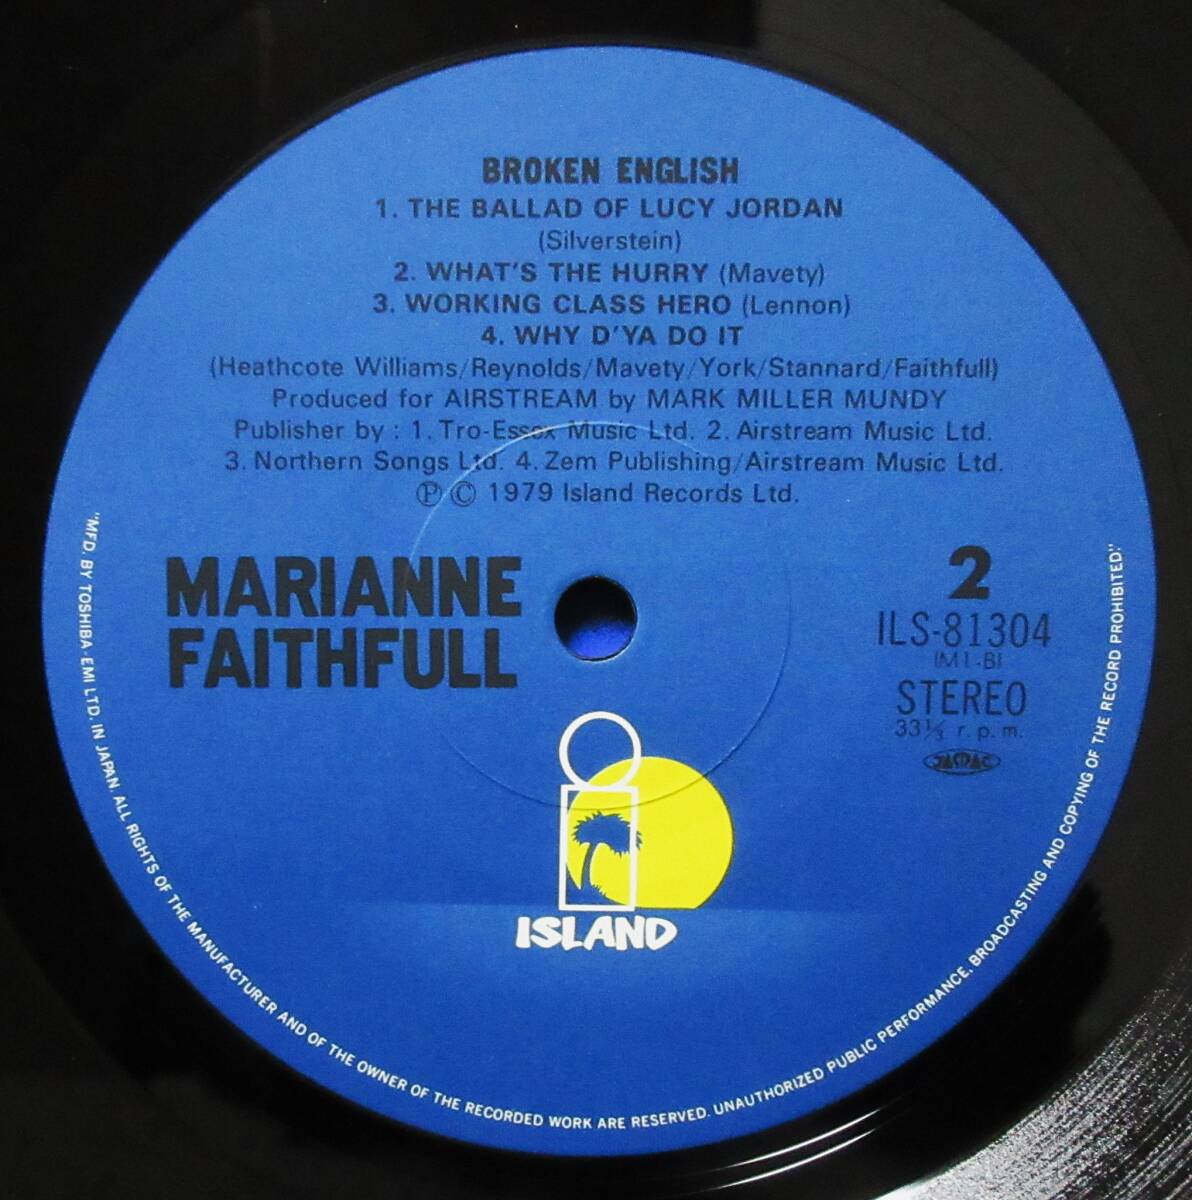 BROKEN ENGLISH
1. THE BALLAD OF LUCY JORDAN
(Silverstein)
2. WHAT'S THE HURRY (Mavety)
3. WORKING CLASS HERO (Lennon)
4. WHY D'YA DO IT
(Heathcote Williams/Reynolds/Mavety/York/Stannard/Faithfull)
Produced for AIRSTREAM by MARK MILLER MUNDY
Publisher by : 1. Tro-Essex Music Ltd. 2. Airstream Music Ltd.
3. Northern Songs Ltd. 4. Zem Publishing/Airstream Music Ltd.
Ⓟ © 1979 Island Records Ltd.
MARIANNE
FAITHFULL
2
ILS-81304
(M I -B)
STEREO
33⅓ r.p.m.
JASRAC
ISLAND
"MFD. BY TOSHIBA-EMI LTD. IN JAPAN. ALL RIGHTS OF THE MANUFACTURER AND OF THE OWNER OF THE RECORDED WORK ARE RESERVED. UNAUTHORIZED PUBLIC PERFORMANCE, BROADCASTING AND COPYING OF THE RECORD PROHIBITED."